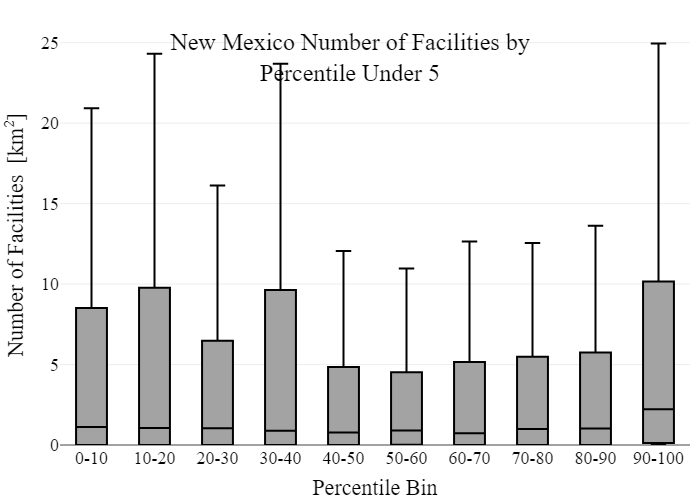 New Mexico Number of Facilities by
Percentile Under 5
Number of Facilities [km²]
25
20
15
10
5
0
0-10 10-20 20-30 30-40 40-50 50-60 60-70 70-80 80-90 90-100
Percentile Bin